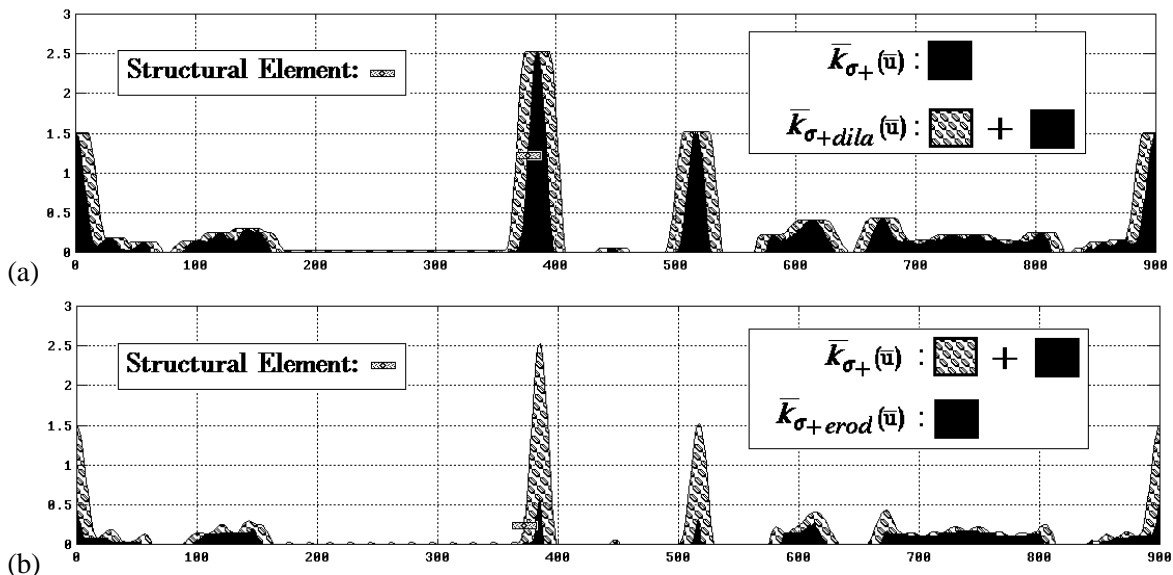 3
2.5
2
1.5
1
0.5
0
Structural Element:
k̅σ+(u̅) :
k̅σ+dila(u̅) : +
0 100 200 300 400 500 600 700 800 900
(a)
3
2.5
2
1.5
1
0.5
0
Structural Element:
k̅σ+(u̅) : +
k̅σ+erod(u̅) :
0 100 200 300 400 500 600 700 800 900
(b)